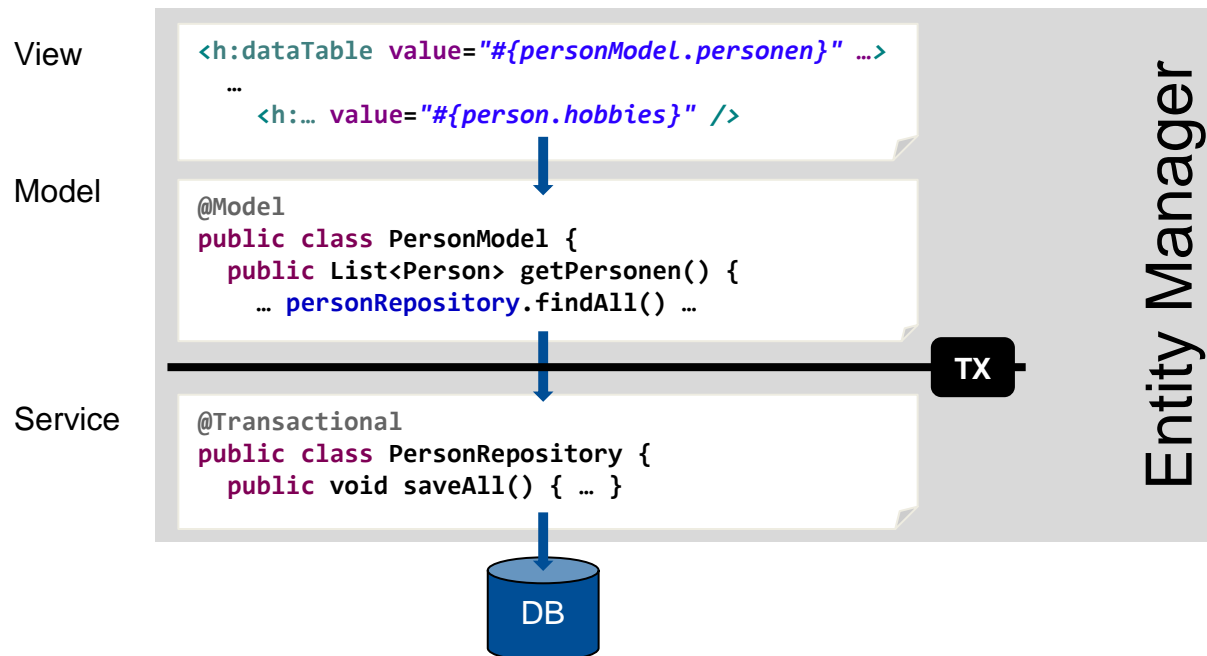 View
<h:dataTable value="#{personModel.personen}" …>
…
<h:… value="#{person.hobbies}" />
Model
@Model
public class PersonModel {
public List<Person> getPersonen() {
… personRepository.findAll() …
TX
Service
@Transactional
public class PersonRepository {
public void saveAll() { … }
DB
Entity Manager